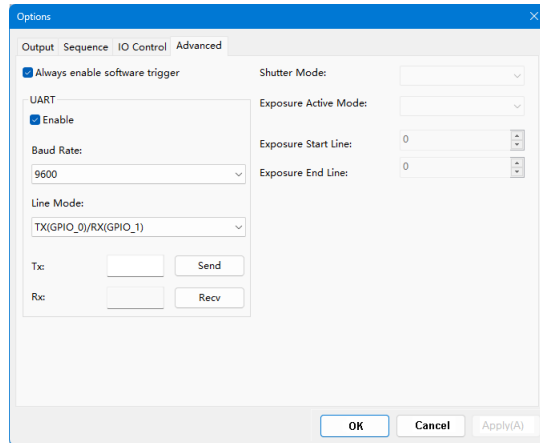 Options
Output Sequence IO Control Advanced
Always enable software trigger
UART
Enable
Baud Rate:
9600
Line Mode:
TX(GPIO_0)/RX(GPIO_1)
Tx: Send
Rx: Recv
Shutter Mode:
Exposure Active Mode:
Exposure Start Line: 0
Exposure End Line: 0
OK Cancel Apply(A)